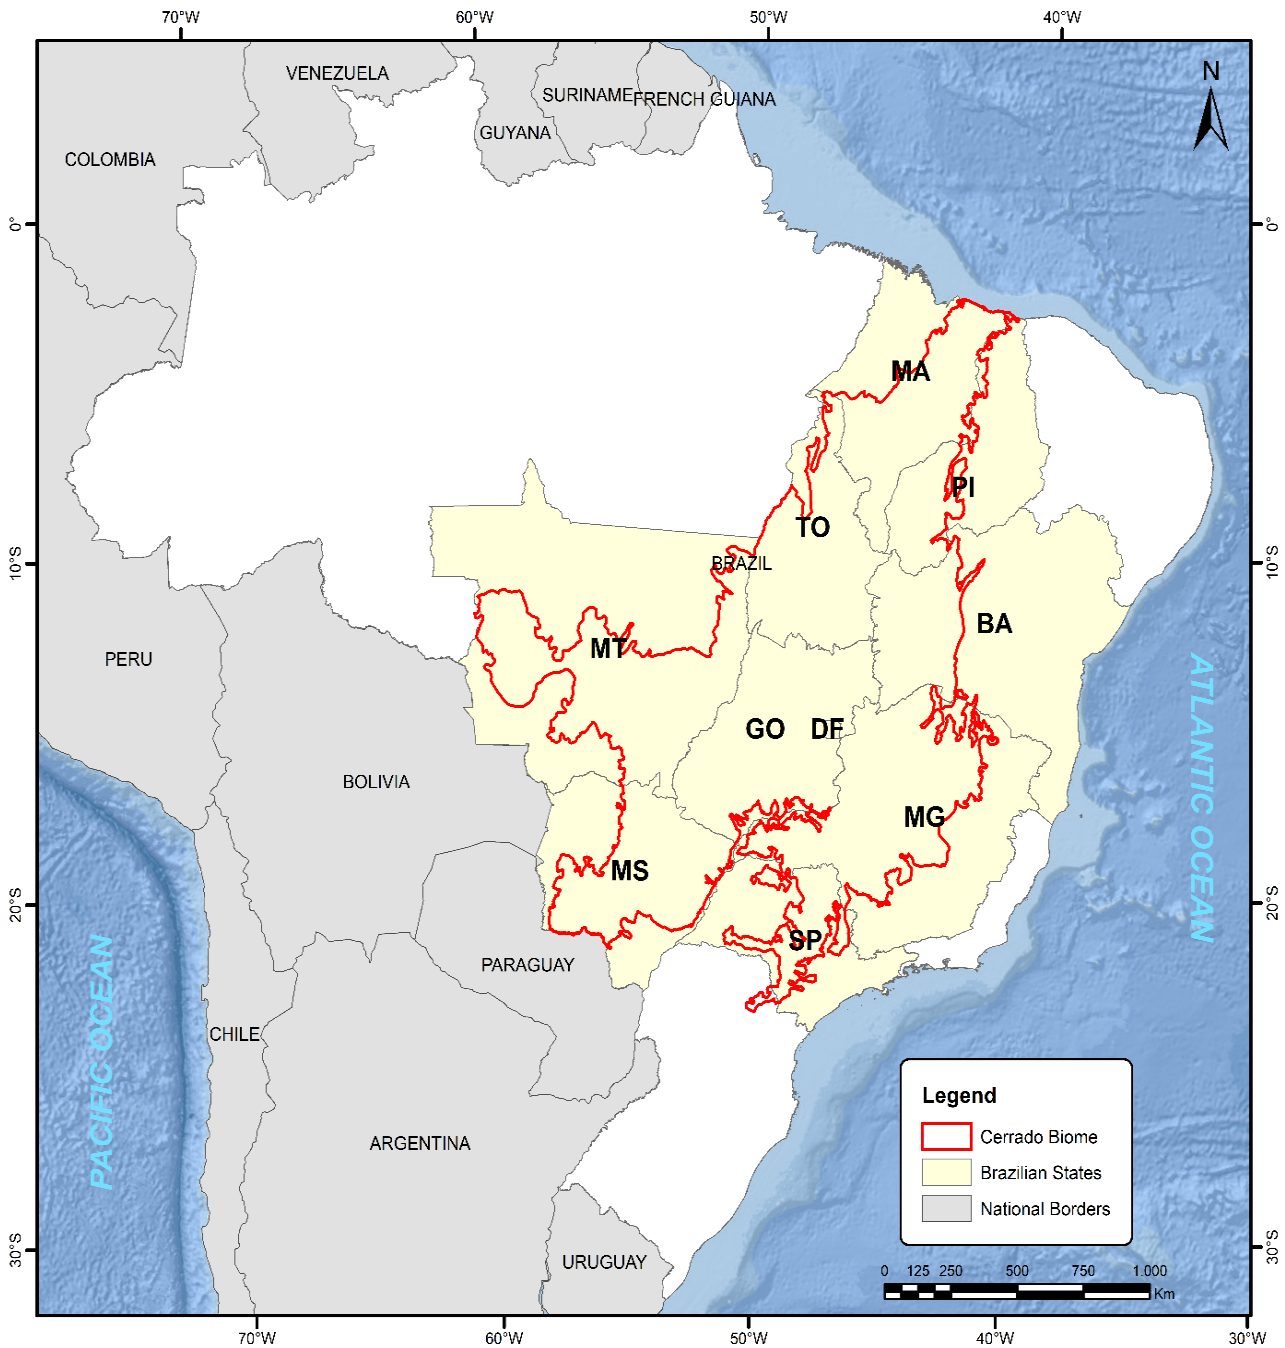 70°W
60°W
50°W
40°W
N
VENEZUELA
SURINAME
FRENCH GUIANA
GUYANA
COLOMBIA
0°
0°
MA
PI
TO
BRAZIL
10°S
10°S
BA
MT
PERU
GO
DF
BOLIVIA
MG
MS
ATLANTIC OCEAN
20°S
20°S
SP
PARAGUAY
CHILE
PACIFIC OCEAN
ARGENTINA
Legend
Cerrado Biome
Brazilian States
National Borders
30°S
30°S
URUGUAY
0 125 250 500 750 1.000
Km
70°W
60°W
50°W
40°W
30°W